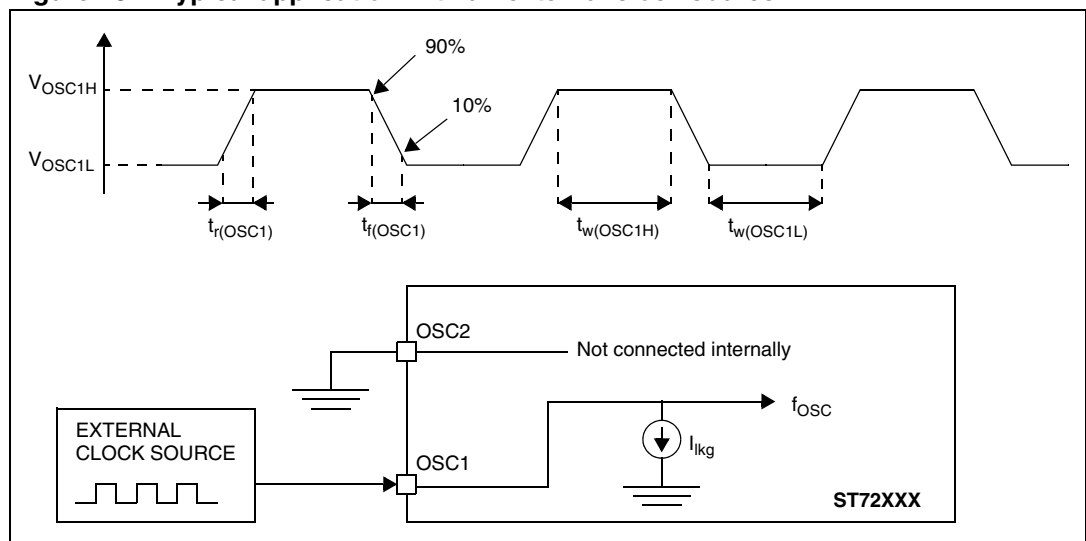 90%
VOSC1H
10%
VOSC1L
tr(OSC1)
tf(OSC1)
tw(OSC1H)
tw(OSC1L)
OSC2
Not connected internally
fOSC
EXTERNAL
CLOCK SOURCE
Ilkg
OSC1
ST72XXX